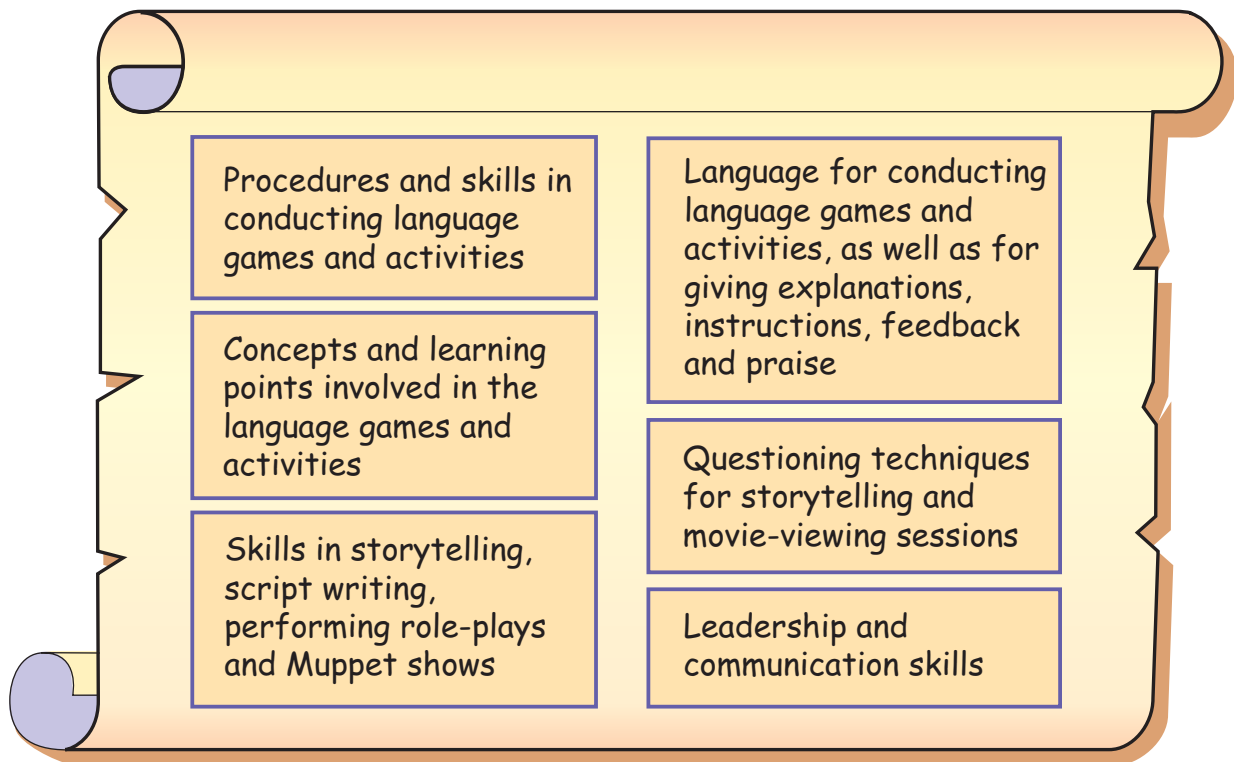 Procedures and skills in
conducting language
games and activities
Concepts and learning
points involved in the
language games and
activities
Skills in storytelling,
script writing,
performing role-plays
and Muppet shows
Language for conducting
language games and
activities, as well as for
giving explanations,
instructions, feedback
and praise
Questioning techniques
for storytelling and
movie-viewing sessions
Leadership and
communication skills